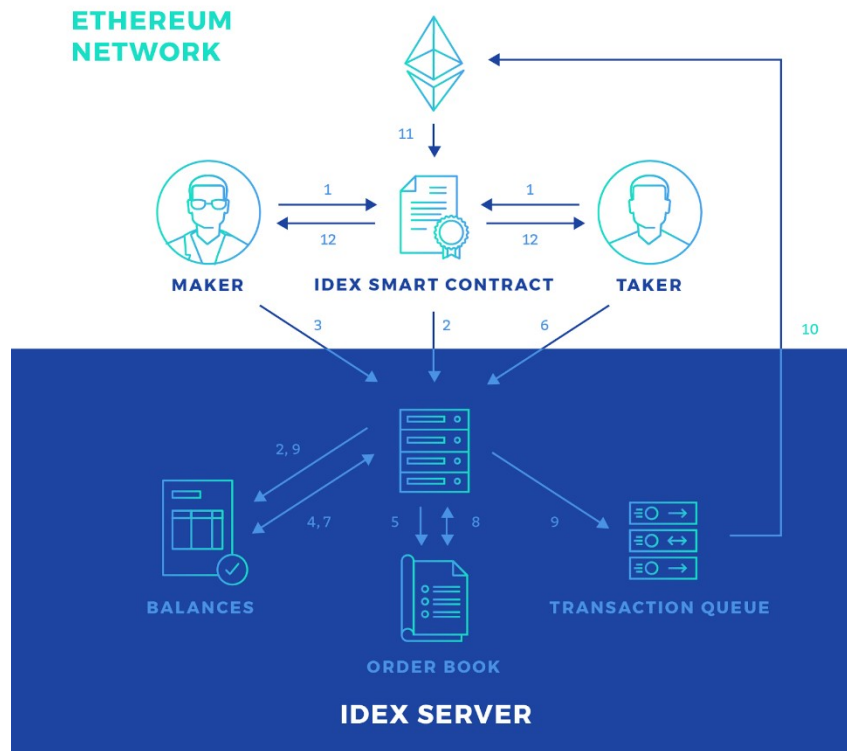 ETHEREUM
NETWORK
11
1
1
12
12
MAKER
IDEX SMART CONTRACT
TAKER
3
2
6
10
2, 9
4, 7
5
8
9
BALANCES
TRANSACTION QUEUE
ORDER BOOK
IDEX SERVER